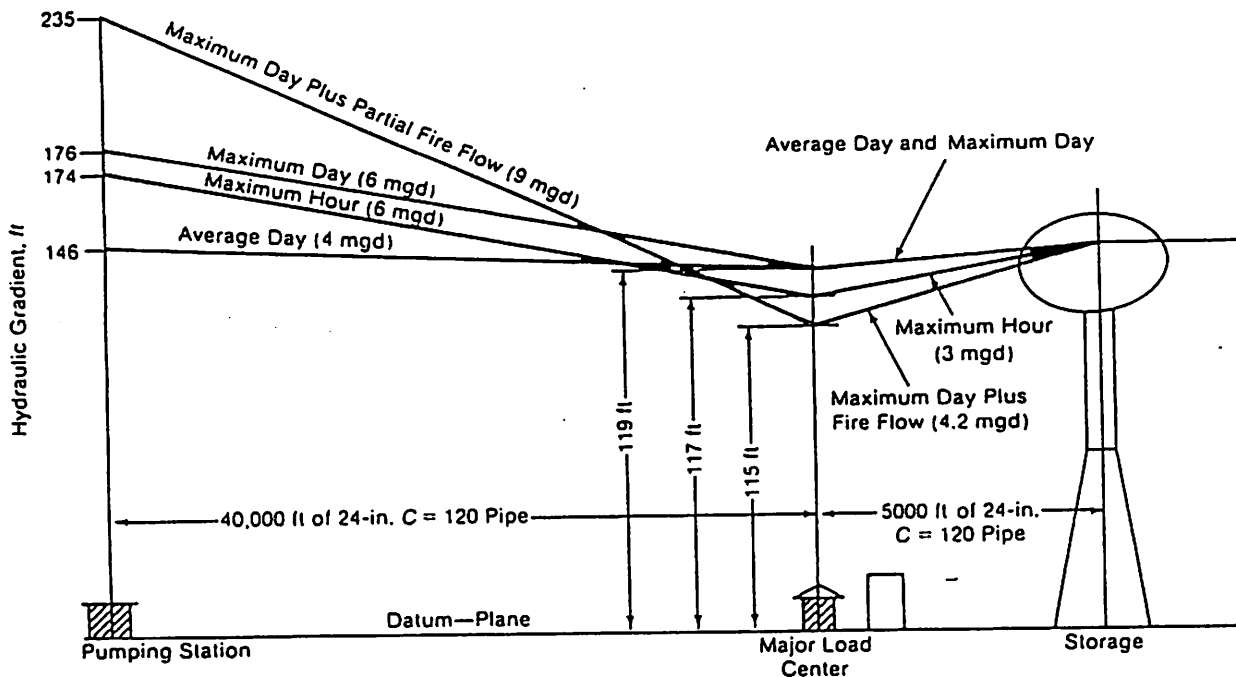 235
176
174
146
Hydraulic Gradient, ft
Maximum Day Plus Partial Fire Flow (9 mgd)
Maximum Day (6 mgd)
Maximum Hour (6 mgd)
Average Day (4 mgd)
Average Day and Maximum Day
Maximum Hour
(3 mgd)
Maximum Day Plus
Fire Flow (4.2 mgd)
119 ft
117 ft
115 ft
40,000 ft of 24-in. C = 120 Pipe
5000 ft of 24-in.
C = 120 Pipe
Datum—Plane
Pumping Station
Major Load
Center
Storage